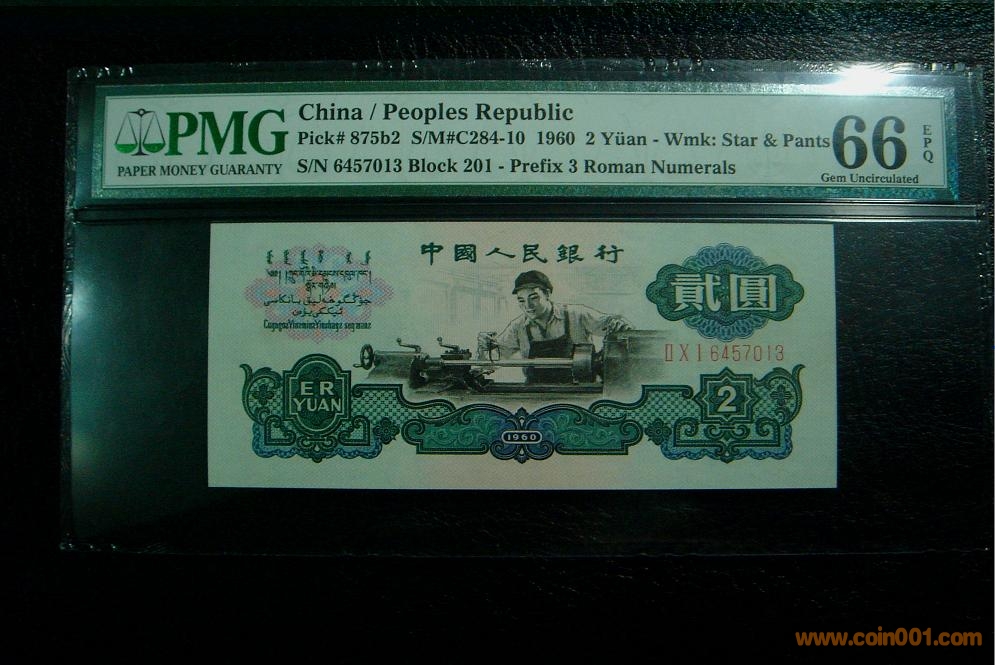 PMG
PAPER MONEY GUARANTY
China / Peoples Republic
Pick# 875b2 S/M#C284-10 1960 2 Yüan - Wmk: Star & Pants
S/N 6457013 Block 201 - Prefix 3 Roman Numerals
66
EPQ
Gem Uncirculated
中國人民銀行
貳圓
II X I 6457013
ER
YUAN
2
1960
www.coin001.com